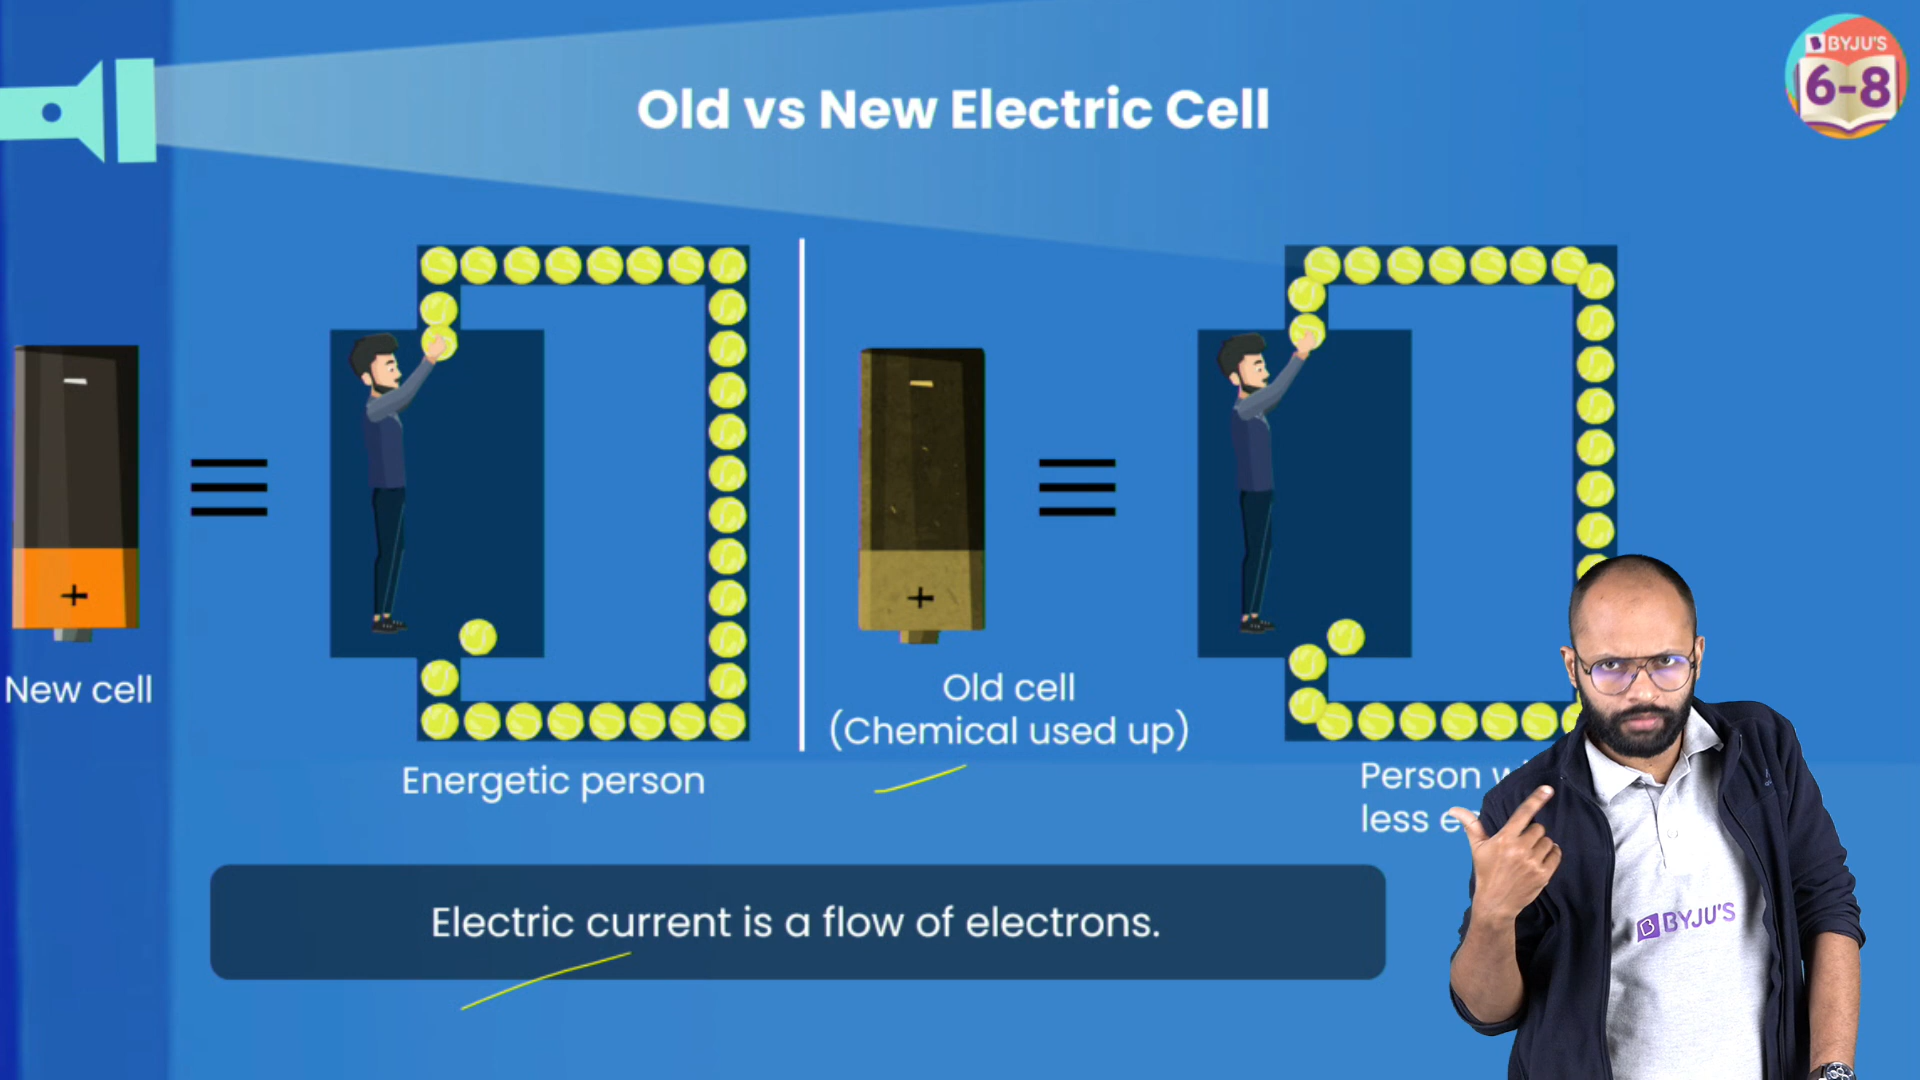 BYJU'S
6-8
Old vs New Electric Cell
−
+
New cell
Energetic person
−
+
Old cell
(Chemical used up)
Person
less
Electric current is a flow of electrons.
BYJU'S